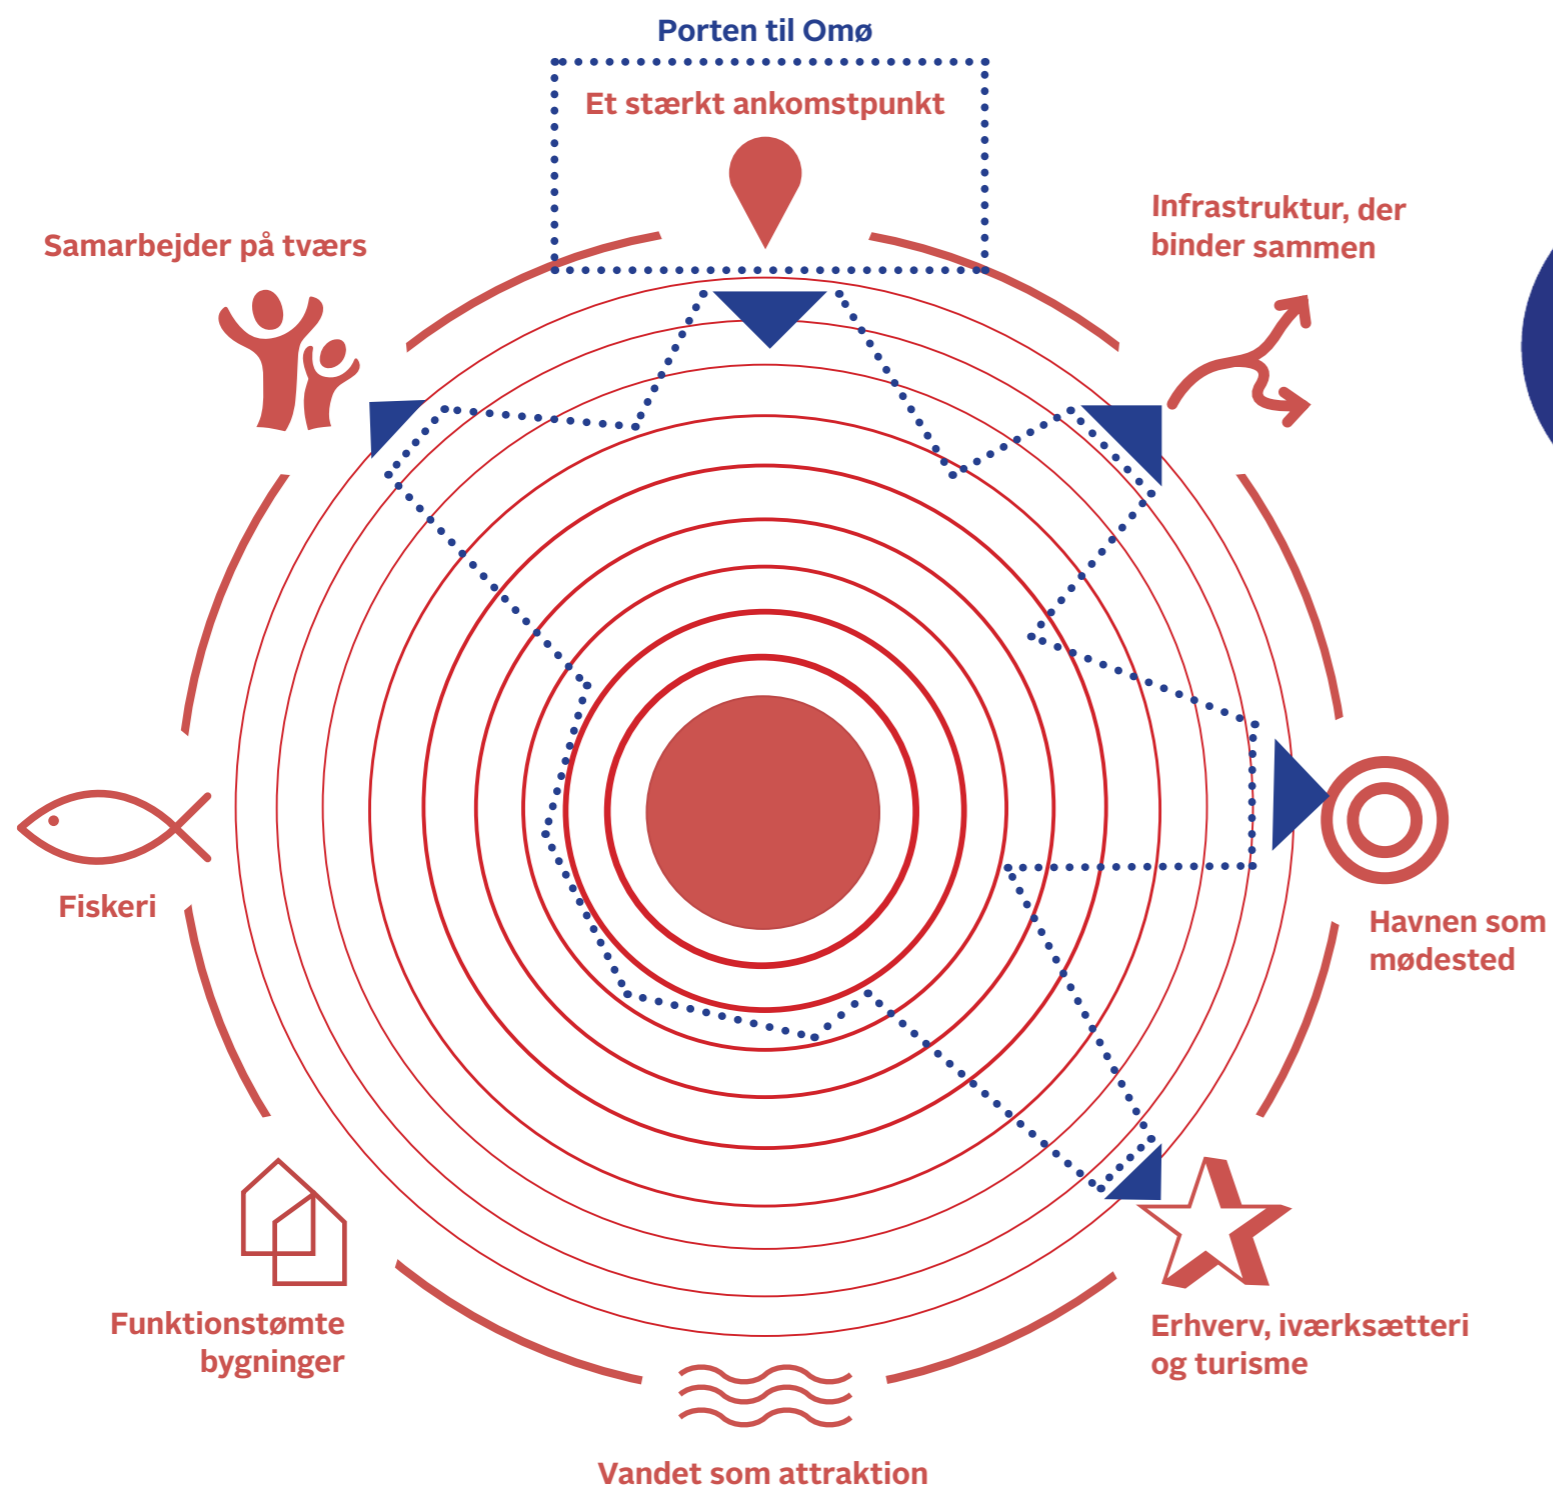 Porten til Omø
Et stærkt ankomstpunkt
Infrastruktur, der
binder sammen
Samarbejder på tværs
Fiskeri
Havnen som
mødested
Funktionstømte
bygninger
Erhverv, iværksætteri
og turisme
Vandet som attraktion